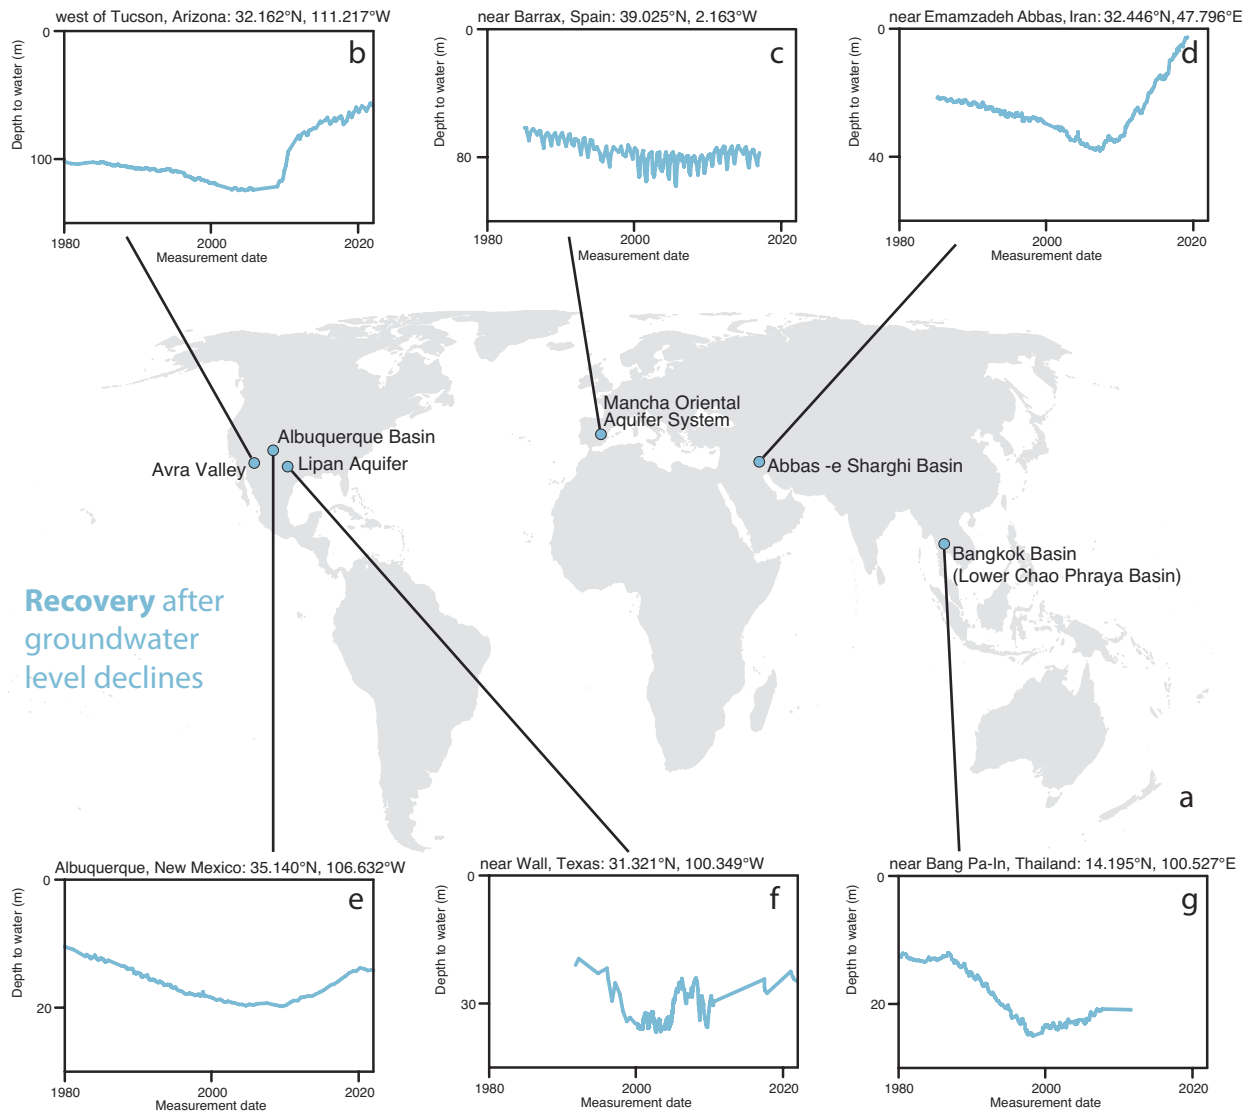 west of Tucson, Arizona: 32.162°N, 111.217°W
0
b
Depth to water (m)
100
1980
2000
2020
Measurement date
near Barrax, Spain: 39.025°N, 2.163°W
0
c
Depth to water (m)
80
1980
2000
2020
Measurement date
near Emamzadeh Abbas, Iran: 32.446°N, 47.796°E
0
d
Depth to water (m)
40
1980
2000
2020
Measurement date
Mancha Oriental
Aquifer System
Albuquerque Basin
Avra Valley
Lipan Aquifer
Abbas -e Sharghi Basin
Bangkok Basin
(Lower Chao Phraya Basin)
Recovery after
groundwater
level declines
a
Albuquerque, New Mexico: 35.140°N, 106.632°W
0
e
Depth to water (m)
20
1980
2000
2020
Measurement date
near Wall, Texas: 31.321°N, 100.349°W
0
f
Depth to water (m)
30
1980
2000
2020
Measurement date
near Bang Pa-In, Thailand: 14.195°N, 100.527°E
0
g
Depth to water (m)
20
1980
2000
2020
Measurement date